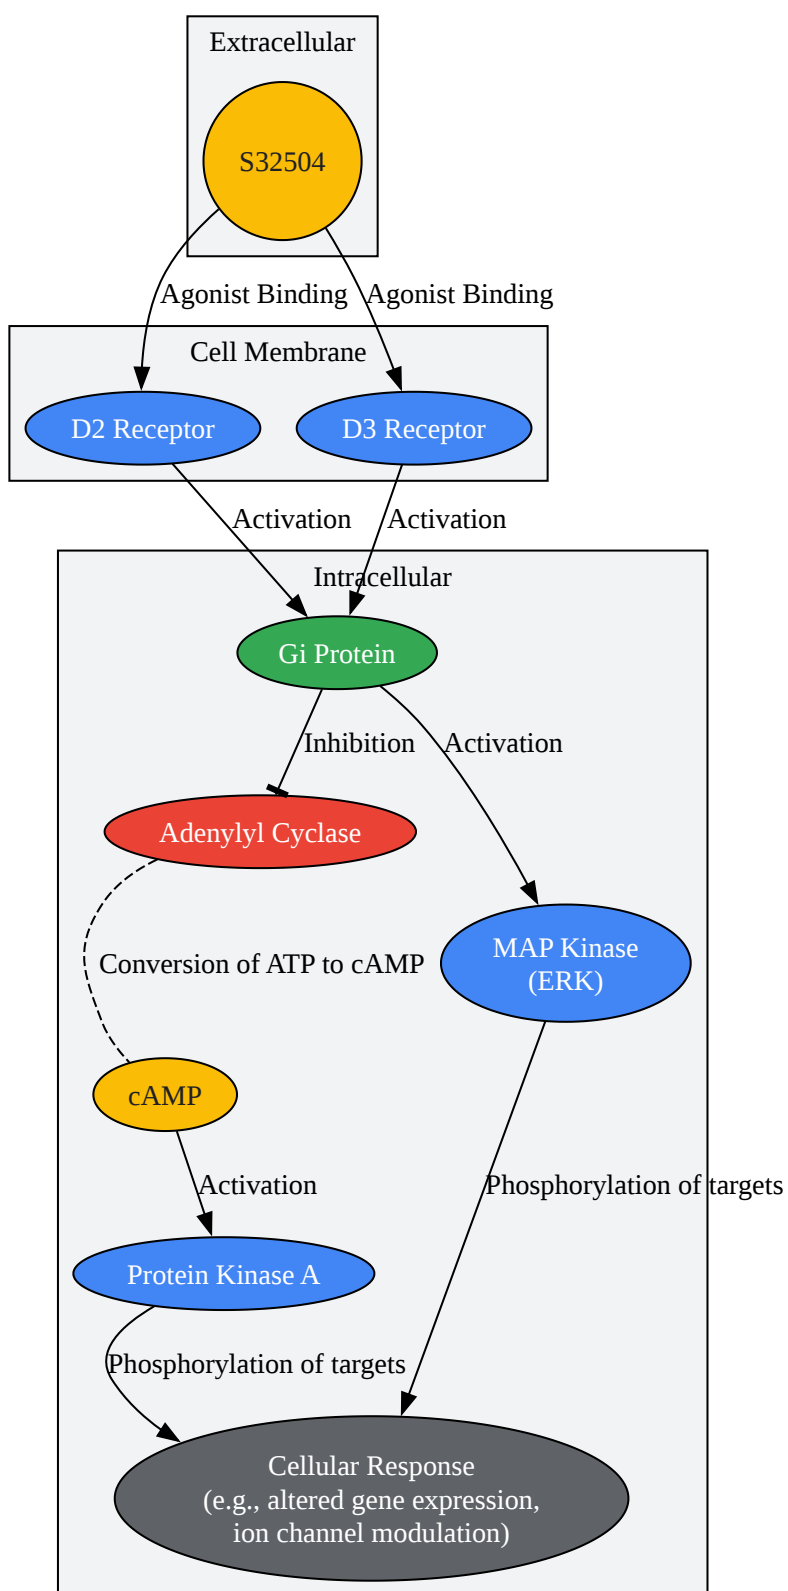 Extracellular
S32504
Agonist Binding
Agonist Binding
Cell Membrane
D2 Receptor
D3 Receptor
Activation
Activation
Intracellular
Gi Protein
Inhibition
Activation
Adenylyl Cyclase
MAP Kinase
(ERK)
Conversion of ATP to cAMP
cAMP
Activation
Phosphorylation of targets
Protein Kinase A
Phosphorylation of targets
Cellular Response
(e.g., altered gene expression,
ion channel modulation)